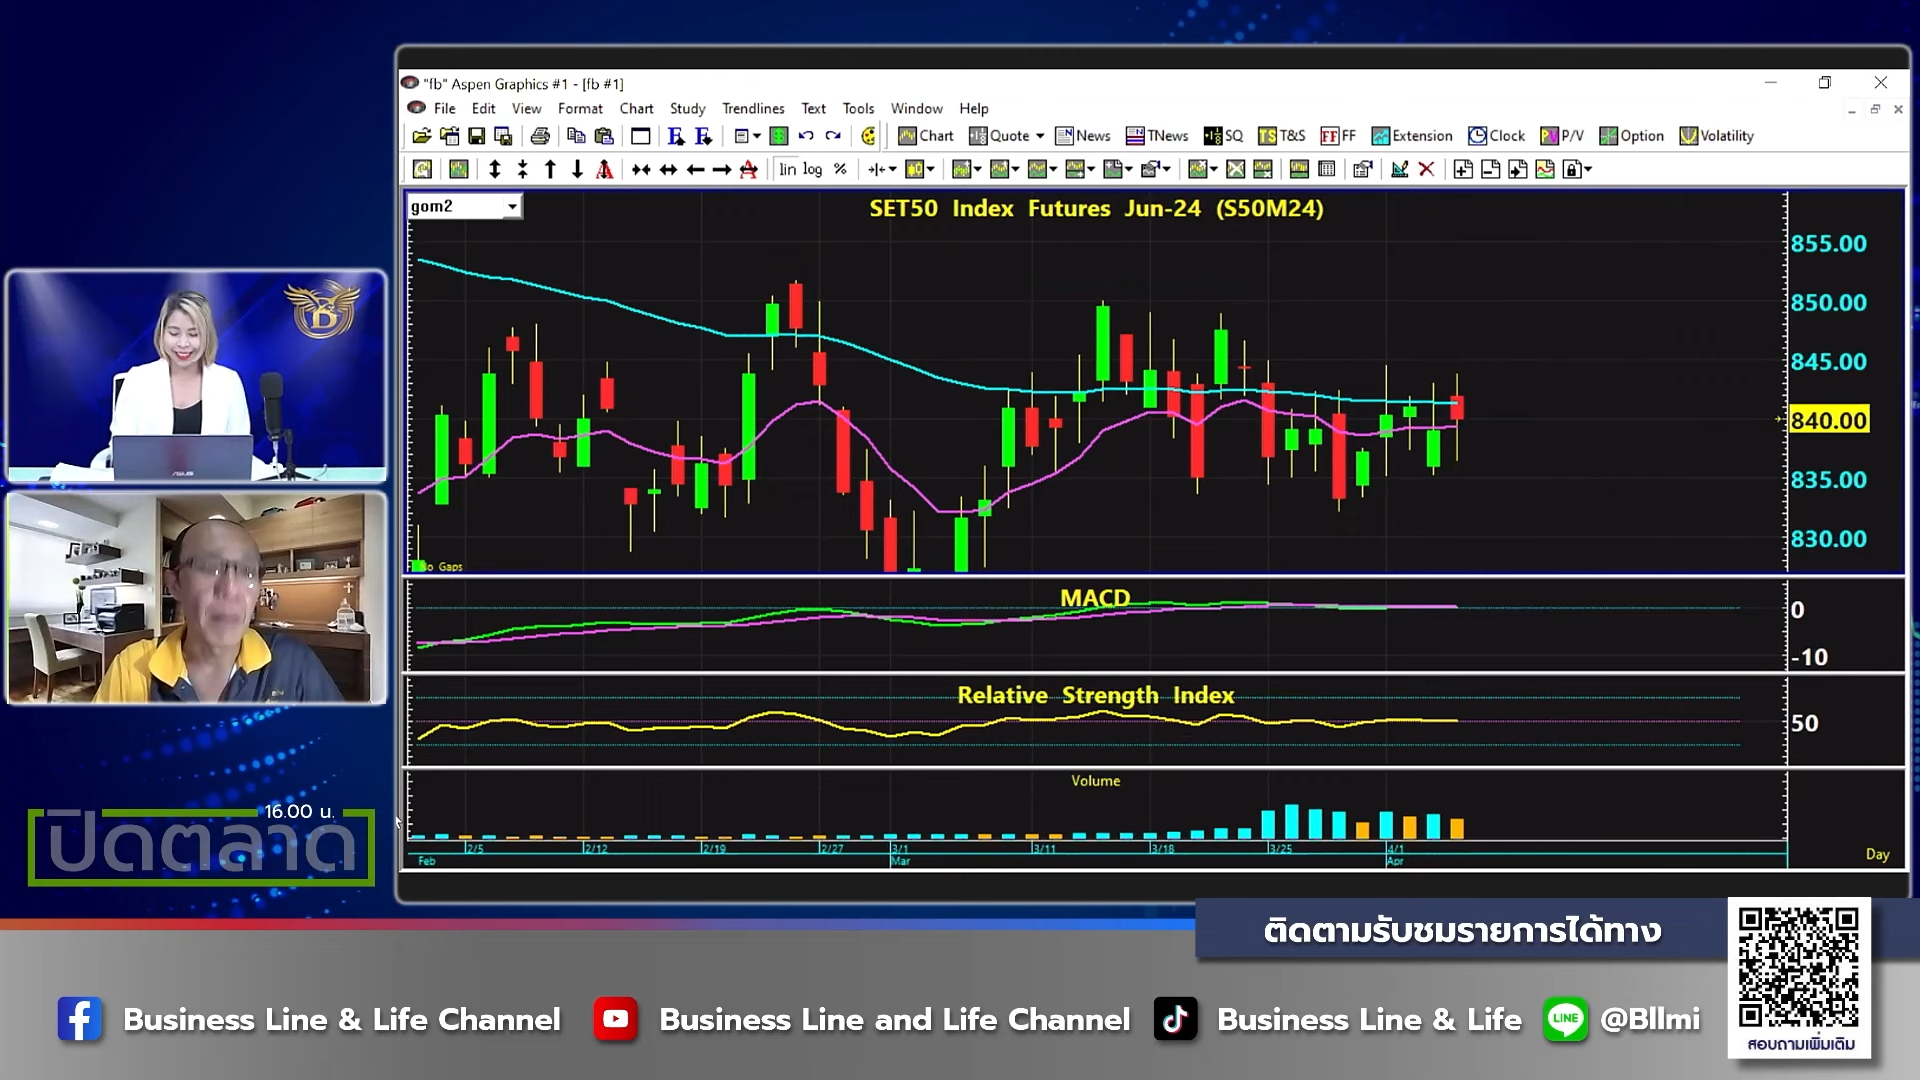 "fb" Aspen Graphics #1 - [fb #1]
File Edit View Format Chart Study Trendlines Text Tools Window Help
Chart Quote News TNews SQ T&S FF Extension Clock P/V Option Volatility
lin log %
gom2
SET50 Index Futures Jun-24 (S50M24)
855.00
850.00
845.00
840.00
835.00
830.00
No Gaps
MACD
0
-10
Relative Strength Index
50
Volume
2/5 2/12 2/19 2/27 3/1 3/11 3/18 3/25 4/1
Feb Mar Apr
Day
B
ASUS
16.00 น.
ปิดตลาด
ติดตามรับชมรายการได้ทาง
Business Line & Life Channel
Business Line and Life Channel
Business Line & Life
LINE
@Bllmi
สอบถามเพิ่มเติม